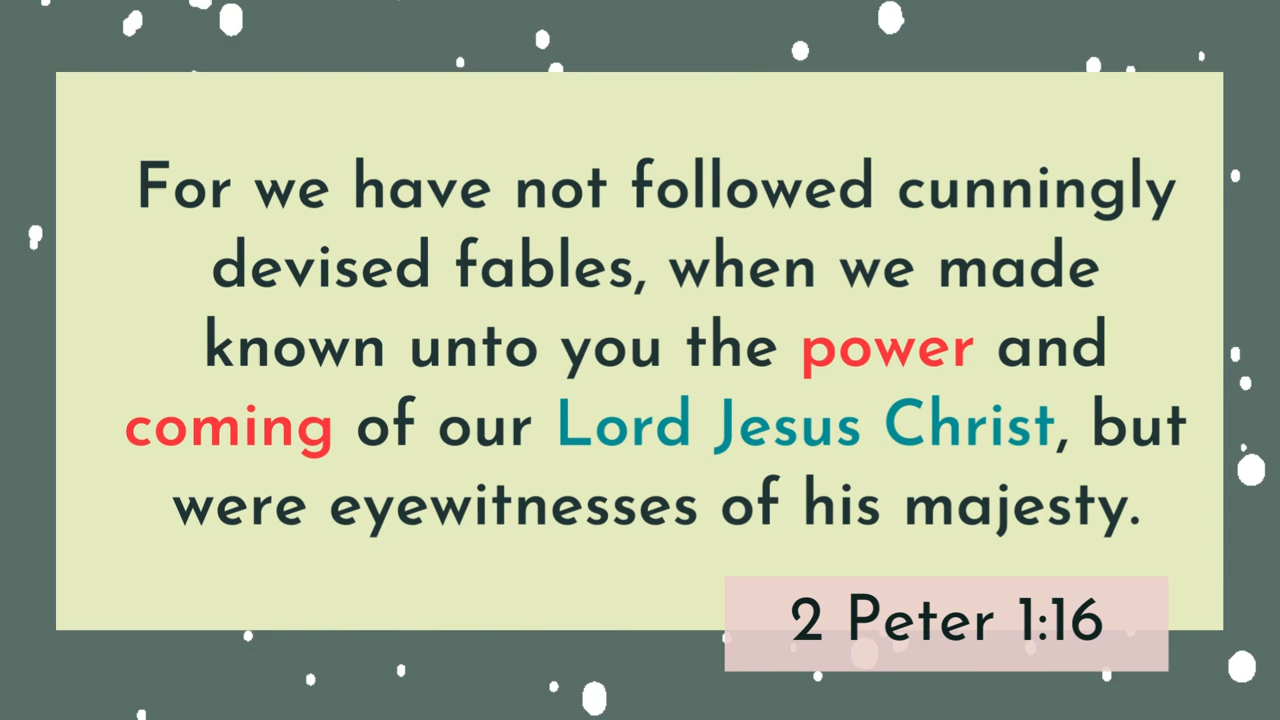 For we have not followed cunningly
devised fables, when we made
known unto you the power and
coming of our Lord Jesus Christ, but
were eyewitnesses of his majesty.
2 Peter 1:16